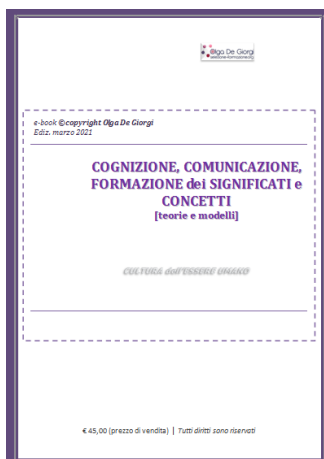 Olga De Giorgi
e-book ©copyright Olga De Giorgi
Ediz. marzo 2021
COGNIZIONE, COMUNICAZIONE,
FORMAZIONE dei SIGNIFICATI e
CONCETTI
[teorie e modelli]
CULTURA dell'ESSERE UMANO
€ 45,00 (prezzo di vendita) | Tutti diritti sono riservati